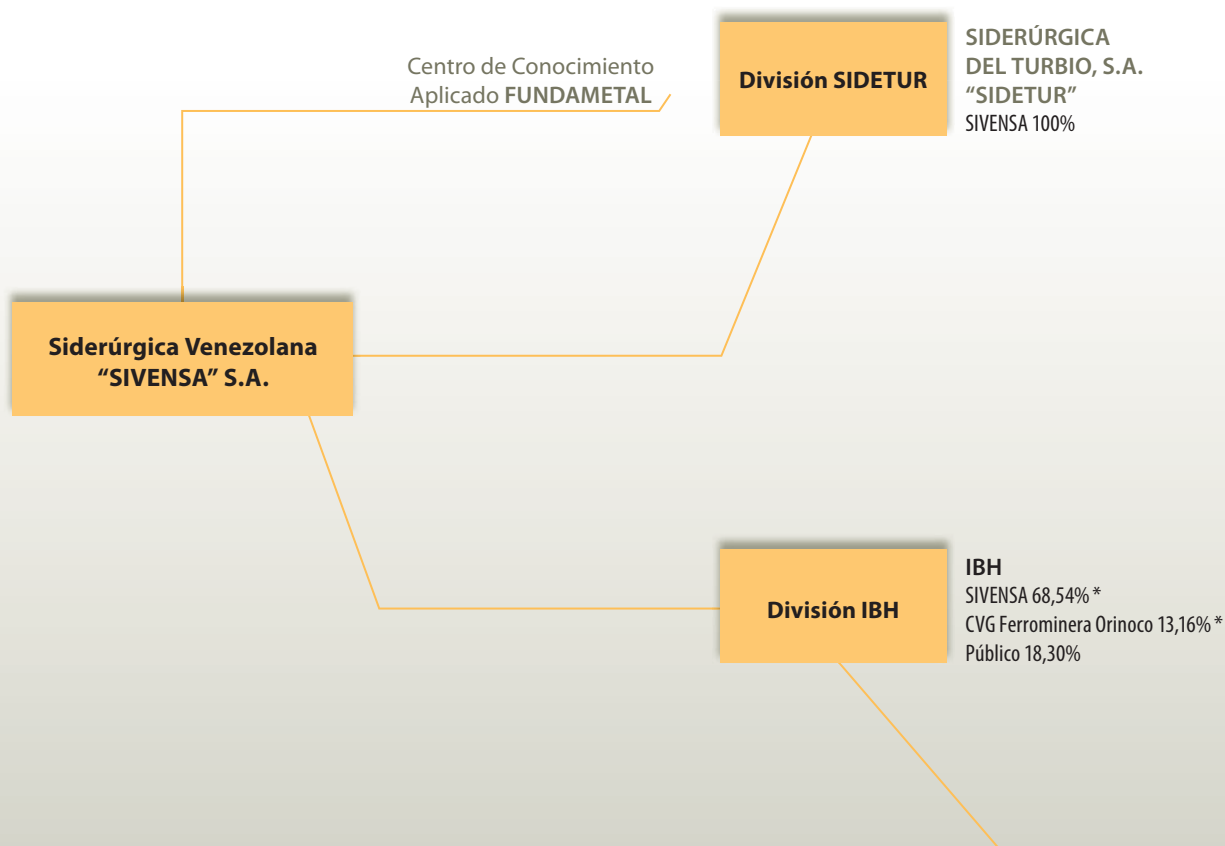 Centro de Conocimiento
Aplicado FUNDAMETAL
División SIDETUR
SIDERÚRGICA
DEL TURBIO, S.A.
“SIDETUR”
SIVENSA 100%
Siderúrgica Venezolana
“SIVENSA” S.A.
División IBH
IBH
SIVENSA 68,54% *
CVG Ferrominera Orinoco 13,16% *
Público 18,30%